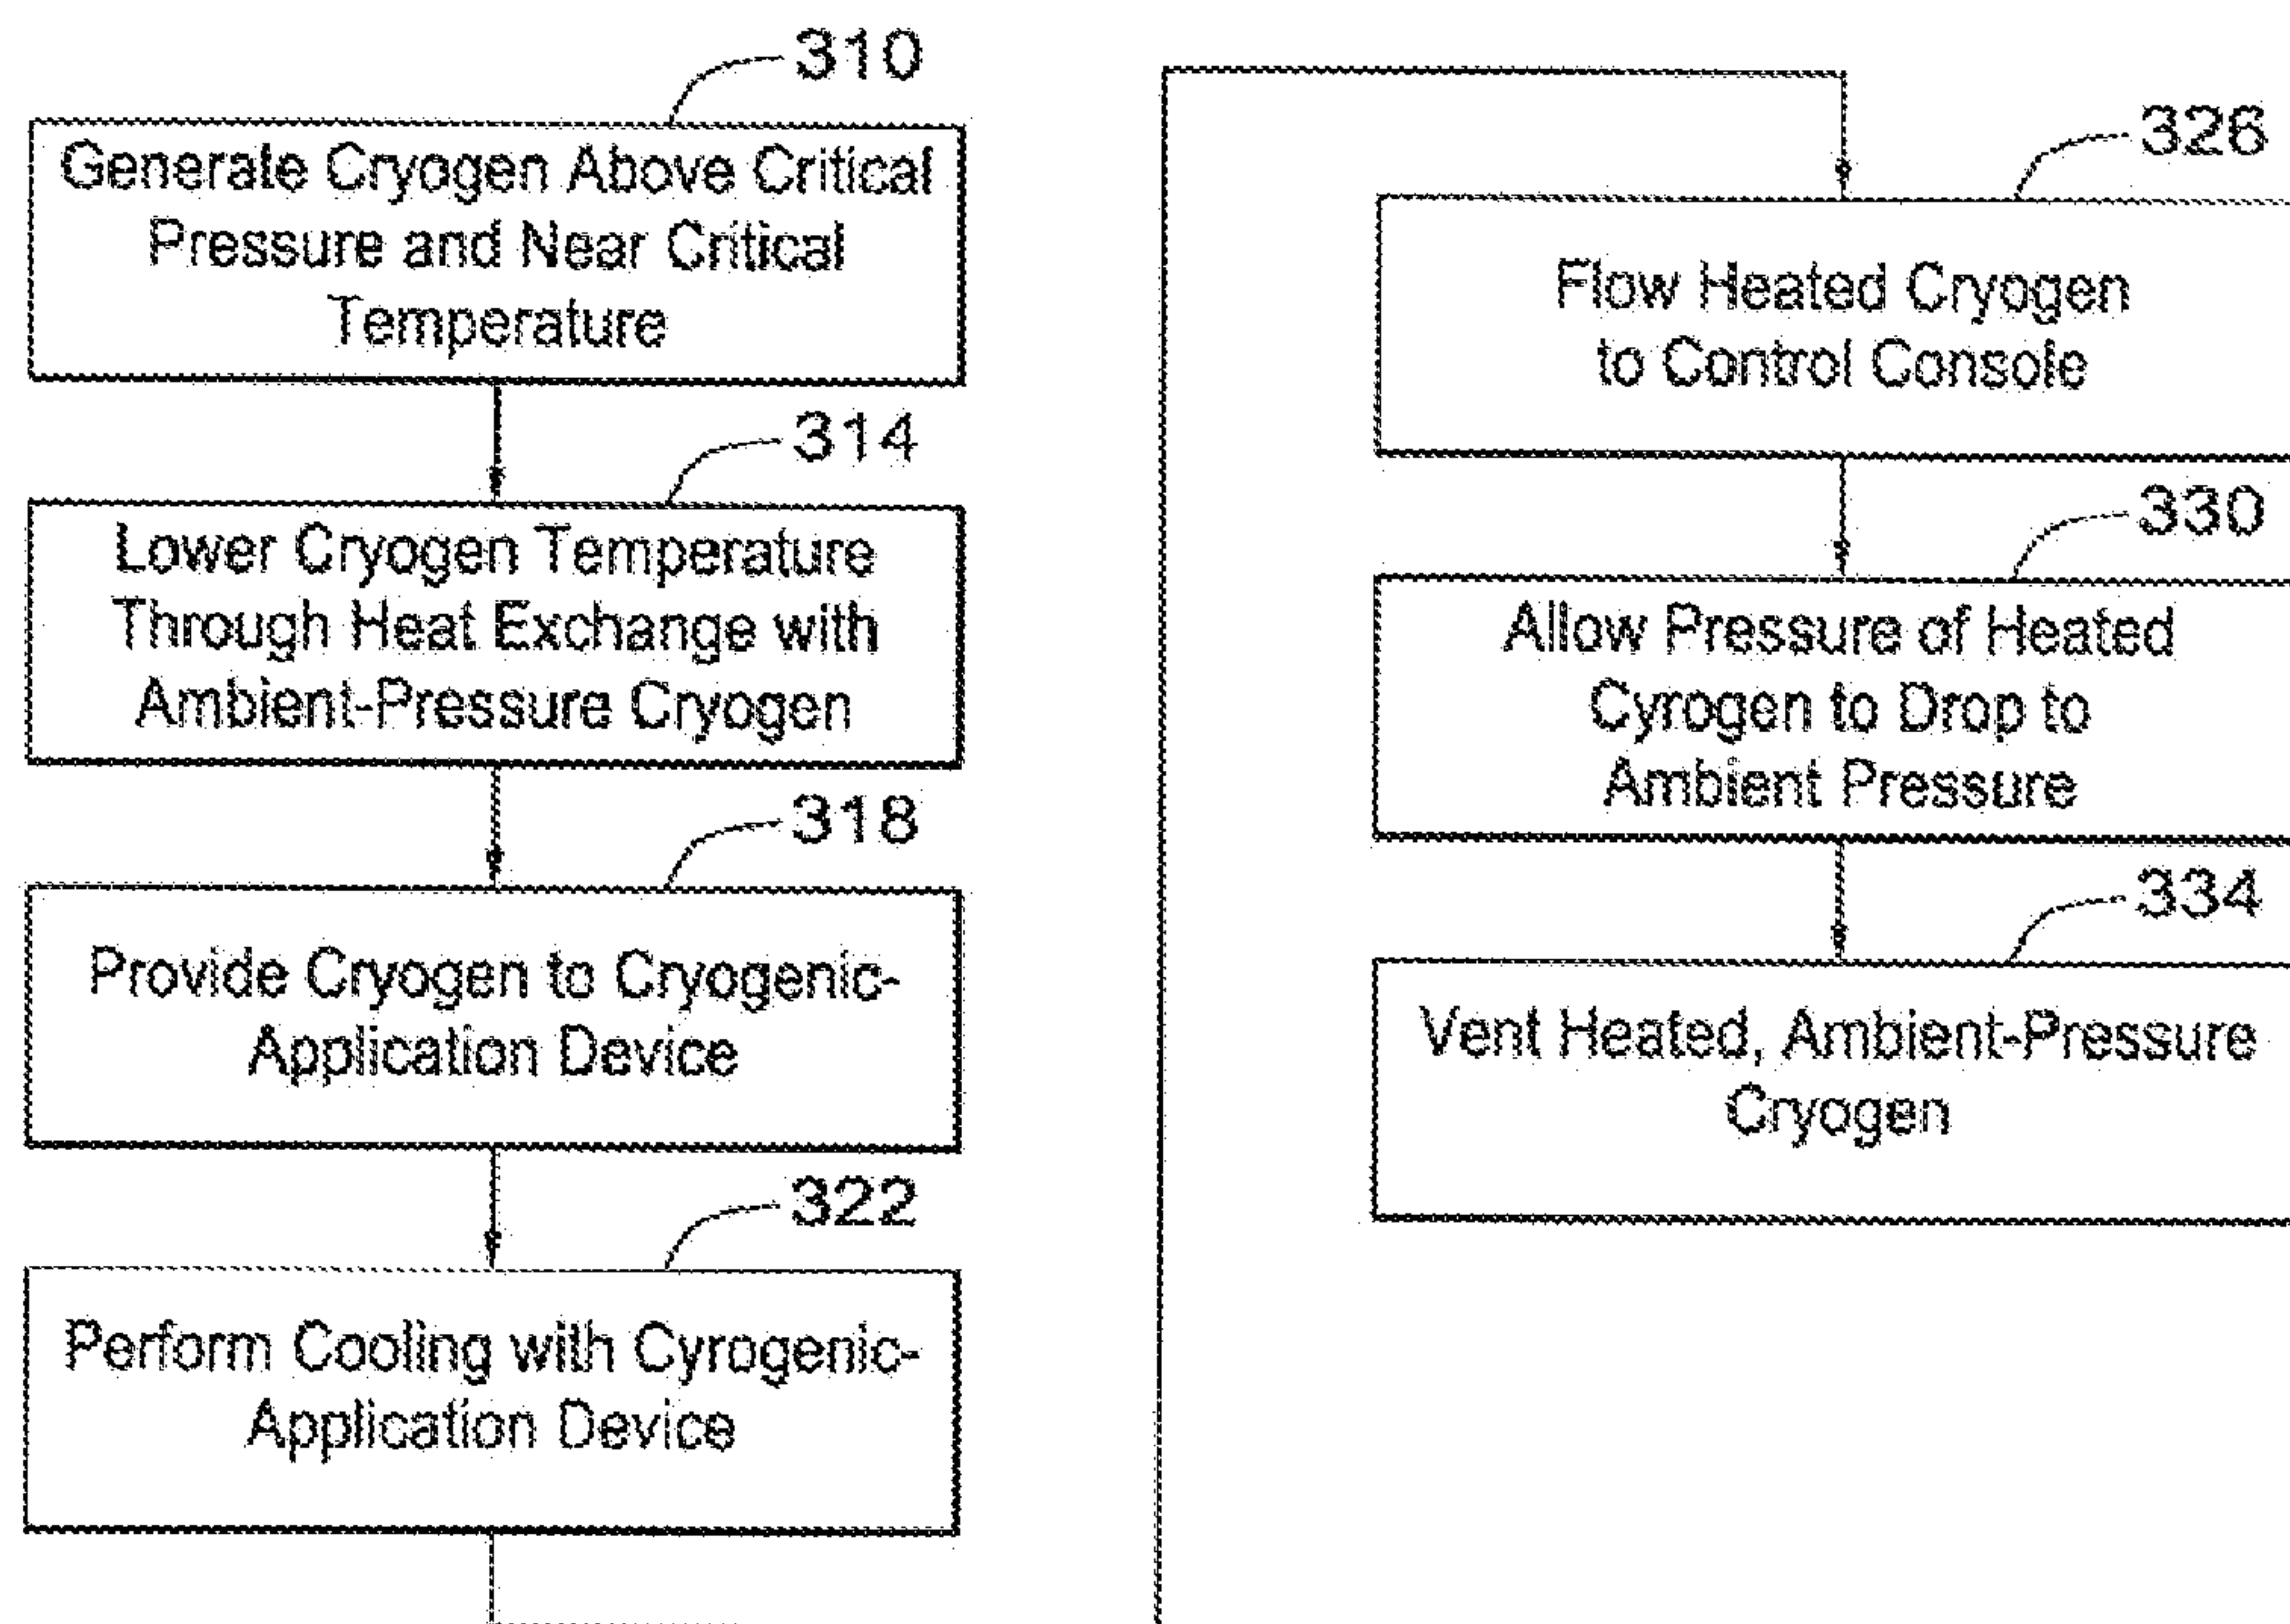 310
Generate Cryogen Above Critical
Pressure and Near Critical
Temperature
314
Lower Cryogen Temperature
Through Heat Exchange with
Ambient-Pressure Cryogen
318
Provide Cryogen to Cryogenic-
Application Device
322
Perform Cooling with Cyrogenic-
Application Device
326
Flow Heated Cryogen
to Control Console
330
Allow Pressure of Heated
Cyrogen to Drop to
Ambient Pressure
334
Vent Heated, Ambient-Pressure
Cryogen